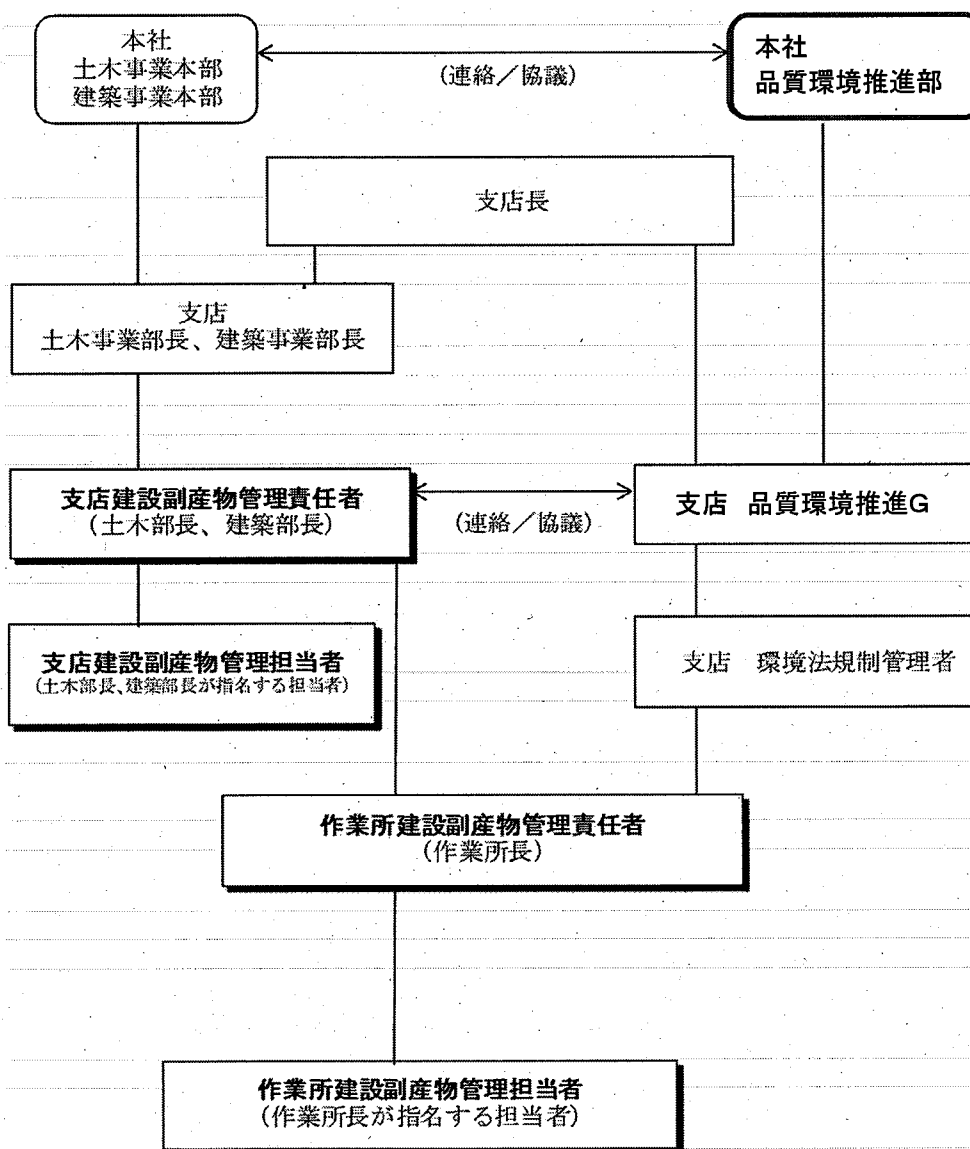 本社
土木事業本部
建築事業本部
(連絡／協議)
本社
品質環境推進部
支店長
支店
土木事業部長、建築事業部長
支店建設副産物管理責任者
(土木部長、建築部長)
(連絡／協議)
支店　品質環境推進G
支店建設副産物管理担当者
(土木部長、建築部長が指名する担当者)
支店　環境法規制管理者
作業所建設副産物管理責任者
(作業所長)
作業所建設副産物管理担当者
(作業所長が指名する担当者)